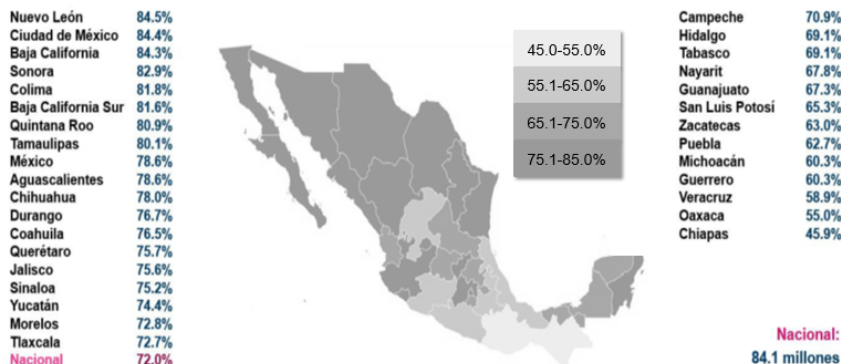 Nuevo León 84.5%
Ciudad de México 84.4%
Baja California 84.3%
Sonora 82.9%
Colima 81.8%
Baja California Sur 81.6%
Quintana Roo 80.9%
Tamaulipas 80.1%
México 78.6%
Aguascalientes 78.6%
Chihuahua 78.0%
Durango 76.7%
Coahuila 76.5%
Querétaro 75.7%
Jalisco 75.6%
Sinaloa 75.2%
Yucatán 74.4%
Morelos 72.8%
Tlaxcala 72.7%
Nacional 72.0%
45.0-55.0%
55.1-65.0%
65.1-75.0%
75.1-85.0%
Campeche 70.9%
Hidalgo 69.1%
Tabasco 69.1%
Nayarit 67.8%
Guanajuato 67.3%
San Luis Potosí 65.3%
Zacatecas 63.0%
Puebla 62.7%
Michoacán 60.3%
Guerrero 60.3%
Veracruz 58.9%
Oaxaca 55.0%
Chiapas 45.9%
Nacional:
84.1 millones